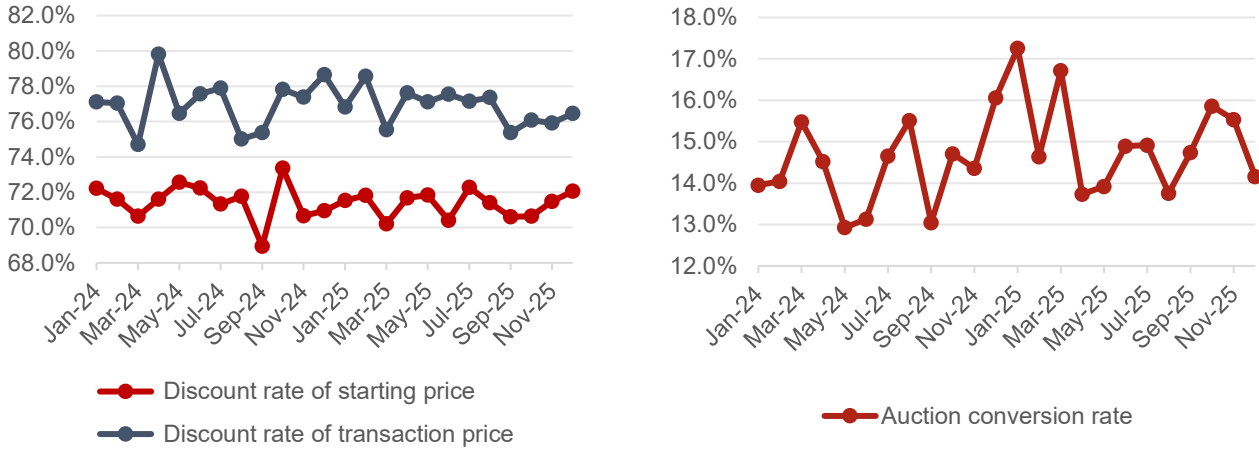 82.0%
80.0%
78.0%
76.0%
74.0%
72.0%
70.0%
68.0%
Jan-24
Mar-24
May-24
Jul-24
Sep-24
Nov-24
Jan-25
Mar-25
May-25
Jul-25
Sep-25
Nov-25
Discount rate of starting price
Discount rate of transaction price
18.0%
17.0%
16.0%
15.0%
14.0%
13.0%
12.0%
Jan-24
Mar-24
May-24
Jul-24
Sep-24
Nov-24
Jan-25
Mar-25
May-25
Jul-25
Sep-25
Nov-25
Auction conversion rate